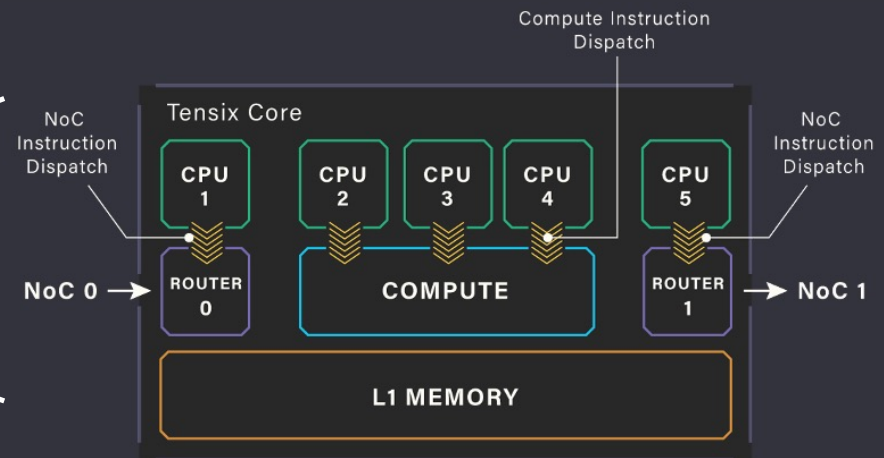 Compute Instruction
Dispatch
Tensix Core
NoC
Instruction
Dispatch
NoC
Instruction
Dispatch
CPU
1
CPU
2
CPU
3
CPU
4
CPU
5
NoC 0
ROUTER
0
COMPUTE
ROUTER
1
NoC 1
L1 MEMORY